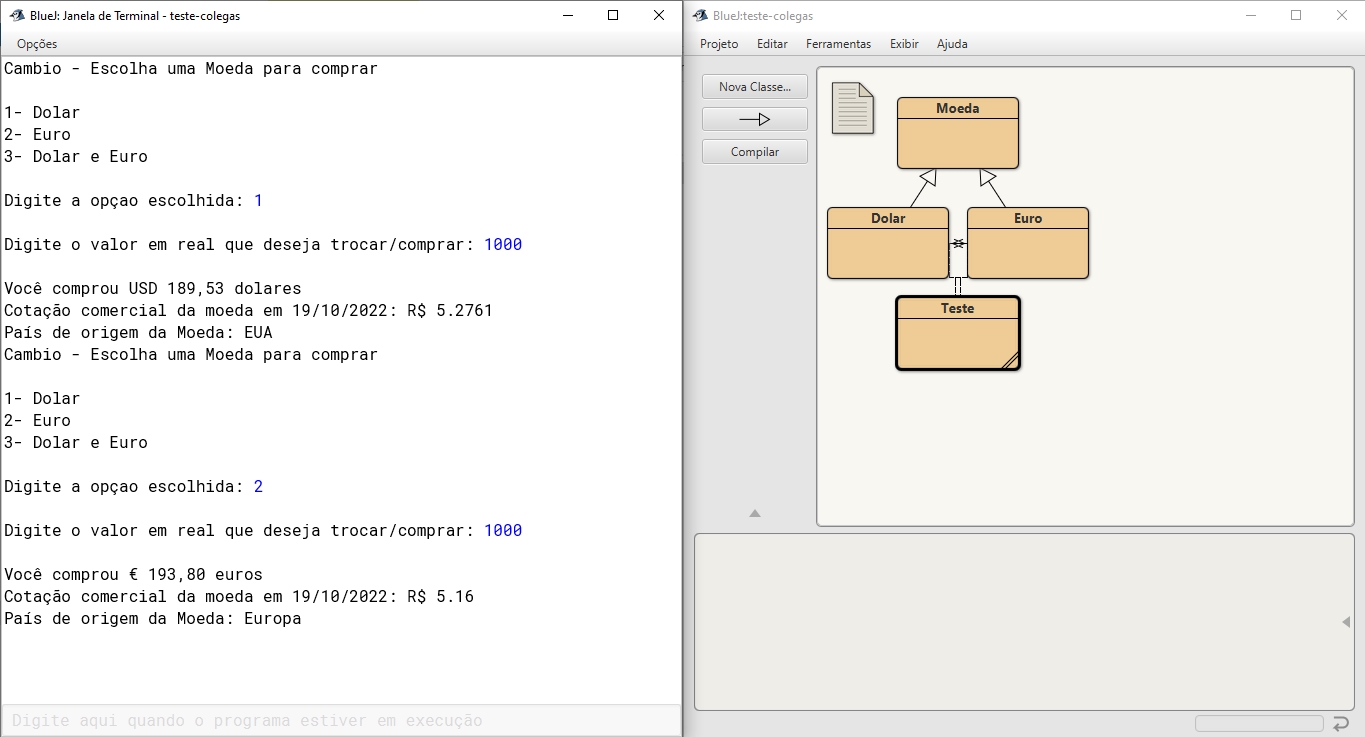 BlueJ: Janela de Terminal - teste-colegas
Opções
Cambio - Escolha uma Moeda para comprar
1- Dolar
2- Euro
3- Dolar e Euro
Digite a opçao escolhida: 1
Digite o valor em real que deseja trocar/comprar: 1000
Você comprou USD 189,53 dolares
Cotação comercial da moeda em 19/10/2022: R$ 5.2761
País de origem da Moeda: EUA
Cambio - Escolha uma Moeda para comprar
1- Dolar
2- Euro
3- Dolar e Euro
Digite a opçao escolhida: 2
Digite o valor em real que deseja trocar/comprar: 1000
Você comprou € 193,80 euros
Cotação comercial da moeda em 19/10/2022: R$ 5.16
País de origem da Moeda: Europa
Digite aqui quando o programa estiver em execução
BlueJ:teste-colegas
Projeto Editar Ferramentas Exibir Ajuda
Nova Classe...
Compilar
Moeda
Dolar
Euro
Teste